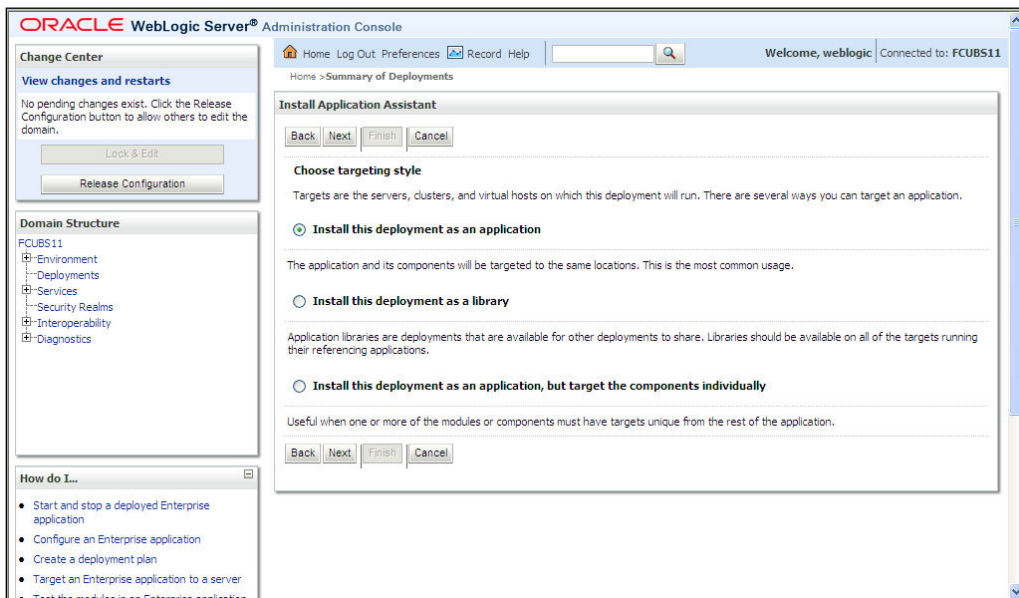 ORACLE WebLogic Server® Administration Console
Change Center
View changes and restarts
No pending changes exist. Click the Release
Configuration button to allow others to edit the
domain.
Lock & Edit
Release Configuration
Domain Structure
FCUBS11
Environment
Deployments
Services
Security Realms
Interoperability
Diagnostics
How do I...
Start and stop a deployed Enterprise
application
Configure an Enterprise application
Create a deployment plan
Target an Enterprise application to a server
Test the modules in an Enterprise application
Home Log Out Preferences Record Help
Welcome, weblogic Connected to: FCUBS11
Home >Summary of Deployments
Install Application Assistant
Back Next Finish Cancel
Choose targeting style
Targets are the servers, clusters, and virtual hosts on which this deployment will run. There are several ways you can target an application.
Install this deployment as an application
The application and its components will be targeted to the same locations. This is the most common usage.
Install this deployment as a library
Application libraries are deployments that are available for other deployments to share. Libraries should be available on all of the targets running
their referencing applications.
Install this deployment as an application, but target the components individually
Useful when one or more of the modules or components must have targets unique from the rest of the application.
Back Next Finish Cancel